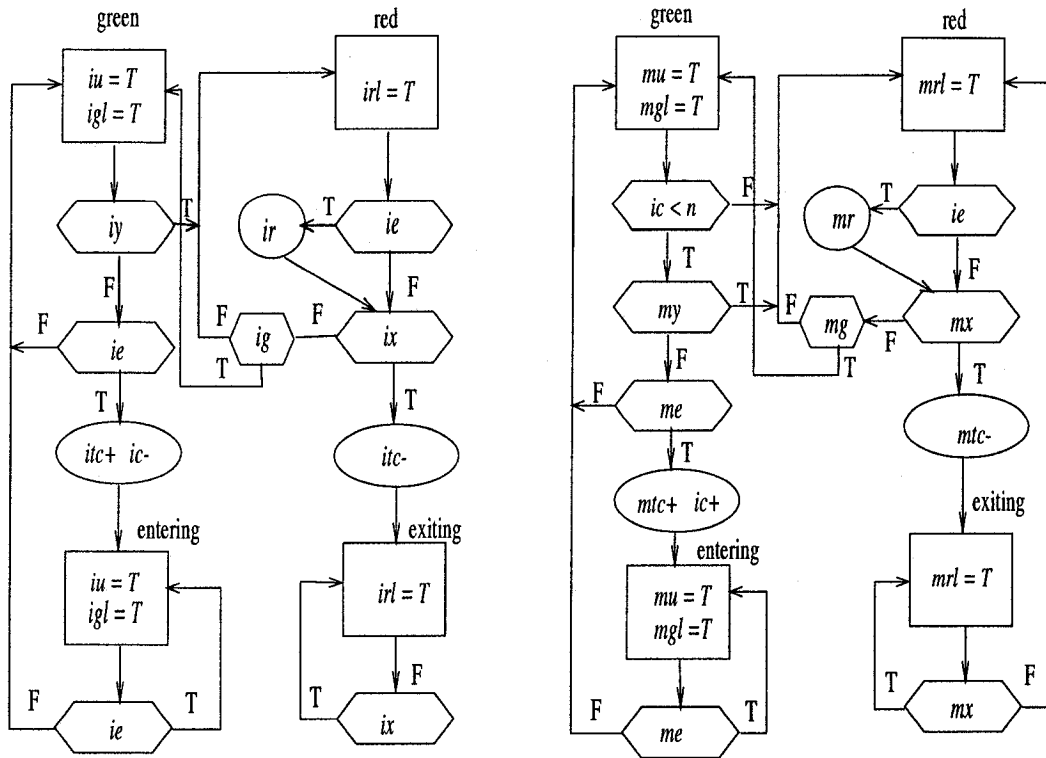 green
red
iu = T
igl = T
irl = T
iy
T
F
ir
T
ie
F
F
ie
T
F
ig
F
T
ix
T
itc+ ic-
itc-
entering
exiting
iu = T
igl = T
irl = T
F
F
ie
T
T
ix
green
red
mu = T
mgl = T
mrl = T
ic < n
F
T
mr
T
ie
F
my
T
F
F
mg
T
F
mx
T
F
me
T
mtc-
mtc+ ic+
exiting
entering
mu = T
mgl =T
mrl = T
F
me
T
T
mx
F